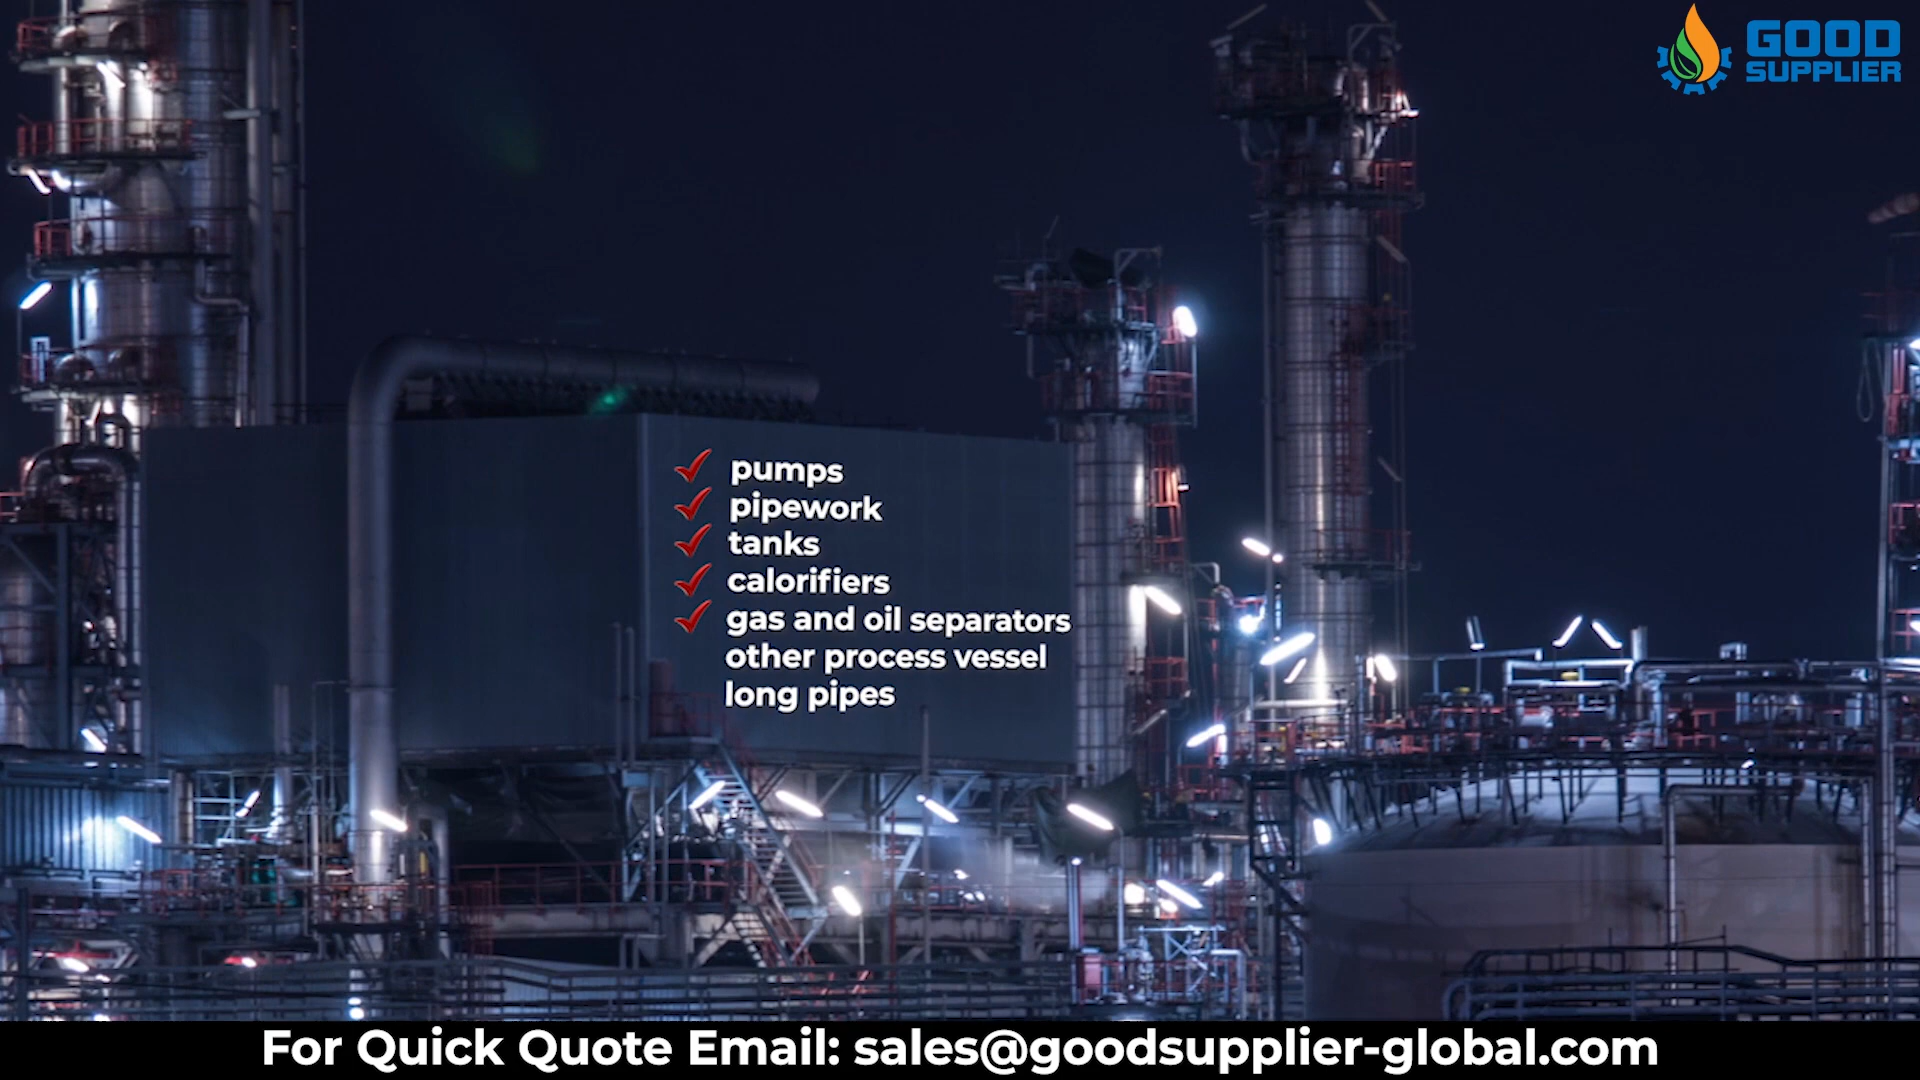 GOOD
SUPPLIER
pumps
pipework
tanks
calorifiers
gas and oil separators
other process vessel
long pipes
For Quick Quote Email: sales@goodsupplier-global.com